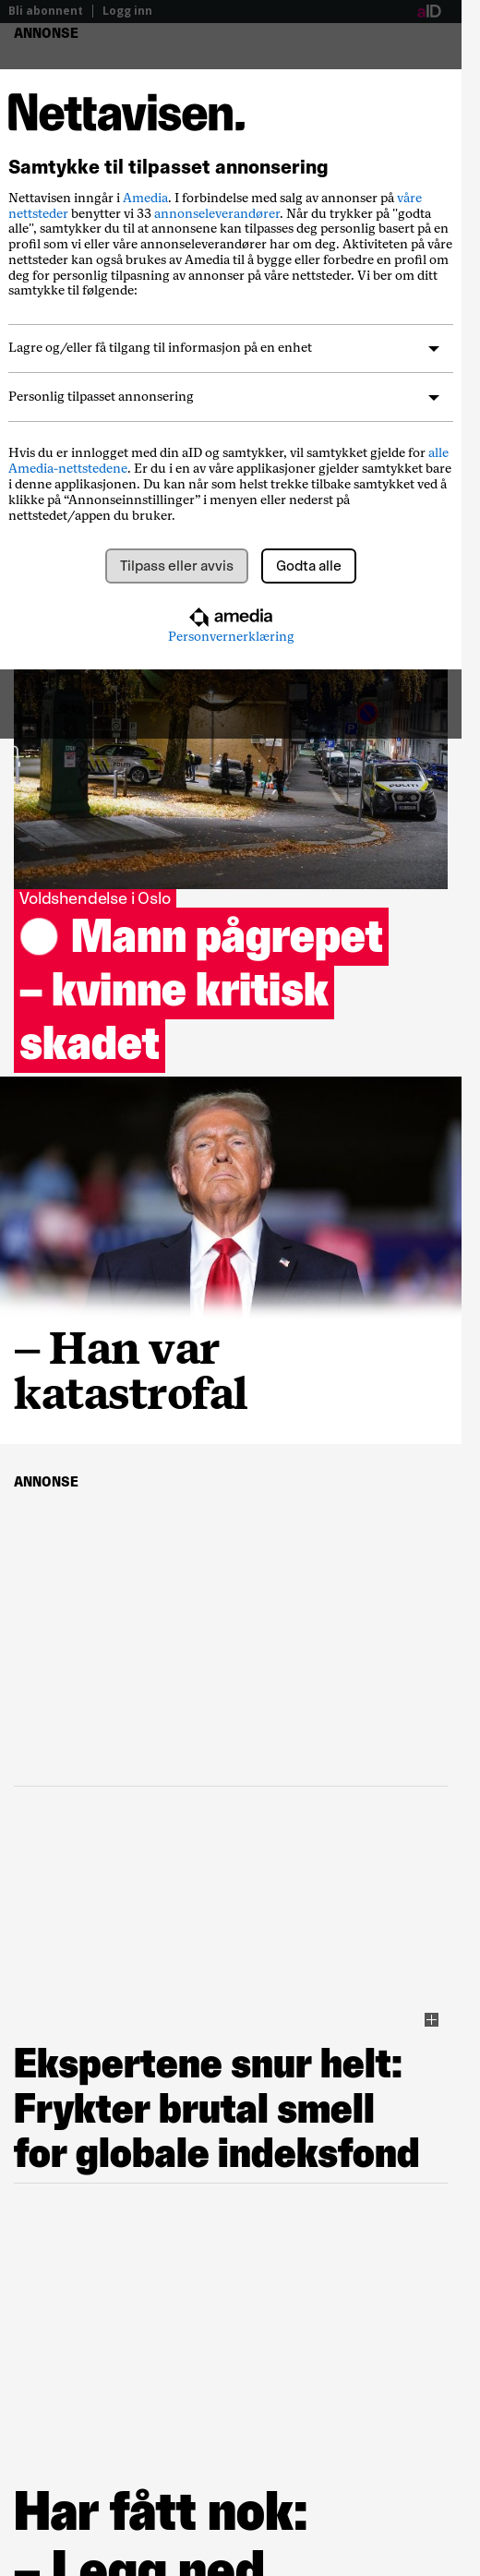 Bli abonnent | Logg inn
aID
ANNONSE
Nettavisen.
Samtykke til tilpasset annonsering
Nettavisen inngår i Amedia. I forbindelse med salg av annonser på våre
nettsteder benytter vi 33 annonseleverandører. Når du trykker på "godta
alle", samtykker du til at annonsene kan tilpasses deg personlig basert på en
profil som vi eller våre annonseleverandører har om deg. Aktiviteten på våre
nettsteder kan også brukes av Amedia til å bygge eller forbedre en profil om
deg for personlig tilpasning av annonser på våre nettsteder. Vi ber om ditt
samtykke til følgende:
Lagre og/eller få tilgang til informasjon på en enhet
Personlig tilpasset annonsering
Hvis du er innlogget med din aID og samtykker, vil samtykket gjelde for alle
Amedia-nettstedene. Er du i en av våre applikasjoner gjelder samtykket bare
i denne applikasjonen. Du kan når som helst trekke tilbake samtykket ved å
klikke på “Annonseinnstillinger” i menyen eller nederst på
nettstedet/appen du bruker.
Tilpass eller avvis
Godta alle
amedia
Personvernerklæring
POLITI
POLITI
Voldshendelse i Oslo
Mann pågrepet
– kvinne kritisk
skadet
– Han var
katastrofal
ANNONSE
Ekspertene snur helt:
Frykter brutal smell
for globale indeksfond
Har fått nok:
– Legg ned